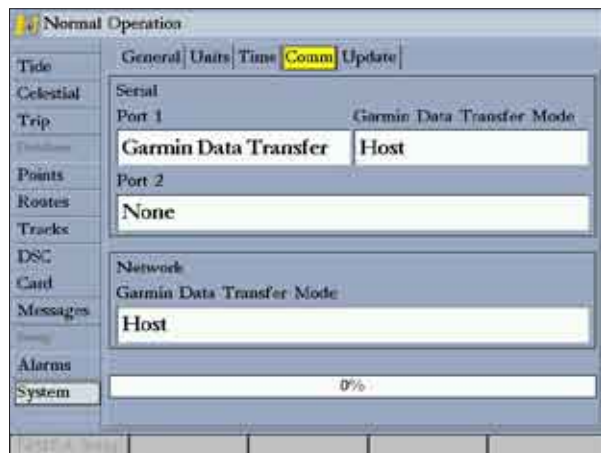 Normal Operation
General Units Time Comm Update
Tide
Celestial
Trip
Points
Routes
Tracks
DSC
Card
Messages
Alarms
System
Serial
Port 1
Garmin Data Transfer Mode
Garmin Data Transfer
Host
Port 2
None
Network
Garmin Data Transfer Mode
Host
0%